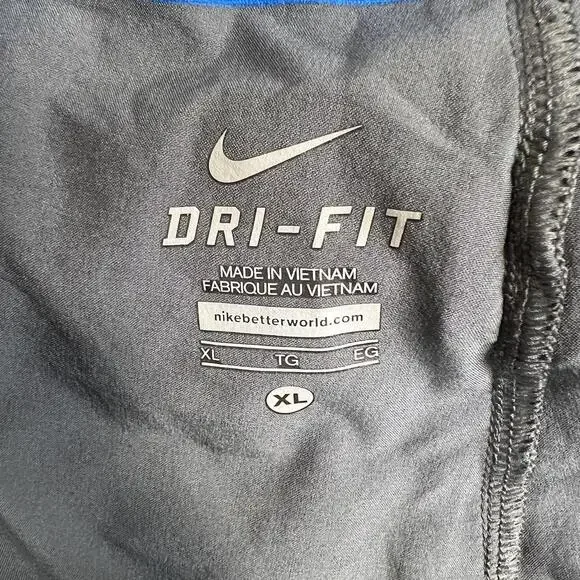 DRI-FIT
MADE IN VIETNAM
FABRIQUE AU VIETNAM
nikebetterworld.com
XL TG EG
XL